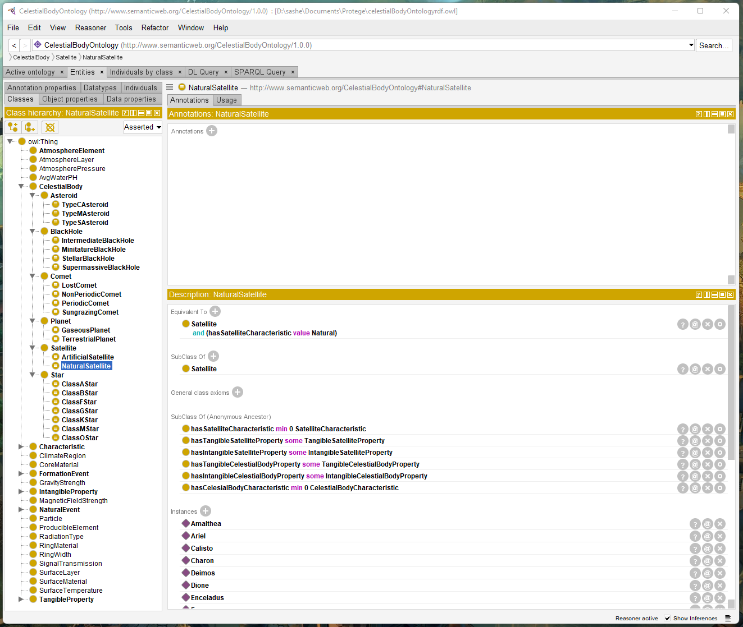 CelestialBodyOntology (http://www.semanticweb.org/CelestialBodyOntology/1.0.0) : [D:\sashe\Documents\Protege\celestialBodyOntologyrdf.owl]
File Edit View Reasoner Tools Refactor Window Help
< > CelestialBodyOntology (http://www.semanticweb.org/CelestialBodyOntology/1.0.0) Search...
CelestialBody Satellite NaturalSatellite
Active ontology × Entities × Individuals by class × DL Query × SPARQL Query ×
Annotation properties Datatypes Individuals
Classes Object properties Data properties
Class hierarchy: NaturalSatellite
Asserted
owl:Thing
AtmosphereElement
AtmosphereLayer
AtmospherePressure
AvgWaterPH
CelestialBody
Asteroid
TypeCAsteroid
TypeMAsteroid
TypeSAsteroid
BlackHole
IntermediateBlackHole
MinitatureBlackHole
StellarBlackHole
SupermassiveBlackHole
Comet
LostComet
NonPeriodicComet
PeriodicComet
SungrazingComet
Planet
GaseousPlanet
TerrestrialPlanet
Satellite
ArtificialSatellite
NaturalSatellite
Star
ClassAStar
ClassBStar
ClassFStar
ClassGStar
ClassKStar
ClassMStar
ClassOStar
Characteristic
ClimateRegion
CoreMaterial
FormationEvent
GravityStrength
IntangibleProperty
MagneticFieldStrength
NaturalEvent
Particle
ProducibleElement
RadiationType
RingMaterial
RingWidth
SignalTransmission
SurfaceLayer
SurfaceMaterial
SurfaceTemperature
TangibleProperty
NaturalSatellite — http://www.semanticweb.org/CelestialBodyOntology#NaturalSatellite
Annotations Usage
Annotations: NaturalSatellite
Annotations
Description: NaturalSatellite
Equivalent To
Satellite
and (hasSatelliteCharacteristic value Natural)
SubClass Of
Satellite
General class axioms
SubClass Of (Anonymous Ancestor)
hasSatelliteCharacteristic min 0 SatelliteCharacteristic
hasTangibleSatelliteProperty some TangibleSatelliteProperty
hasIntangibleSatelliteProperty some IntangibleSatelliteProperty
hasTangibleCelestialBodyProperty some TangibleCelestialBodyProperty
hasIntangibleCelestialBodyProperty some IntangibleCelestialBodyProperty
hasCelesialBodyCharacteristic min 0 CelestialBodyCharacteristic
Instances
Amalthea
Ariel
Calisto
Charon
Deimos
Dione
Enceladus
Reasoner active Show Inferences